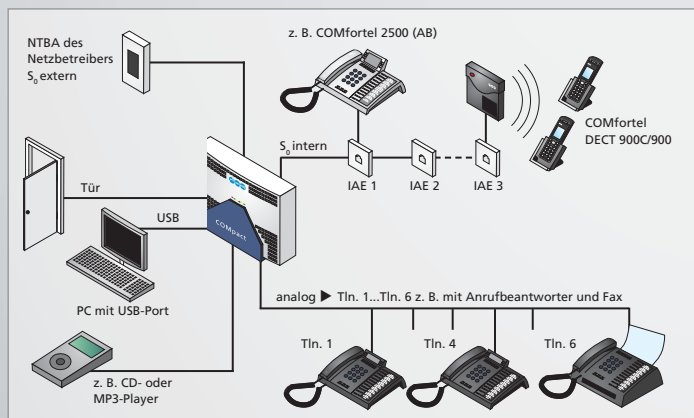 NTBA des
Netzbetreibers
S₀ extern
z. B. COMfortel 2500 (AB)
COMfortel
DECT 900C/900
S₀ intern
IAE 1
IAE 2
IAE 3
Tür
USB
COMpact
PC mit USB-Port
z. B. CD- oder
MP3-Player
analog ▶ Tln. 1...Tln. 6 z. B. mit Anrufbeantworter und Fax
Tln. 1
Tln. 4
Tln. 6